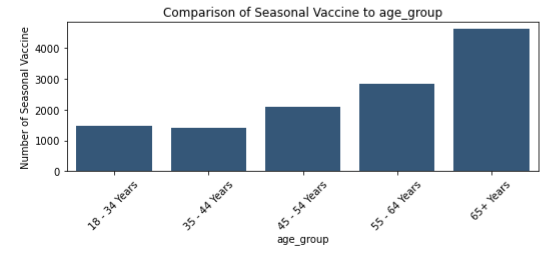 Comparison of Seasonal Vaccine to age_group
Number of Seasonal Vaccine
4000
3000
2000
1000
0
18 - 34 Years
35 - 44 Years
45 - 54 Years
55 - 64 Years
65+ Years
age_group